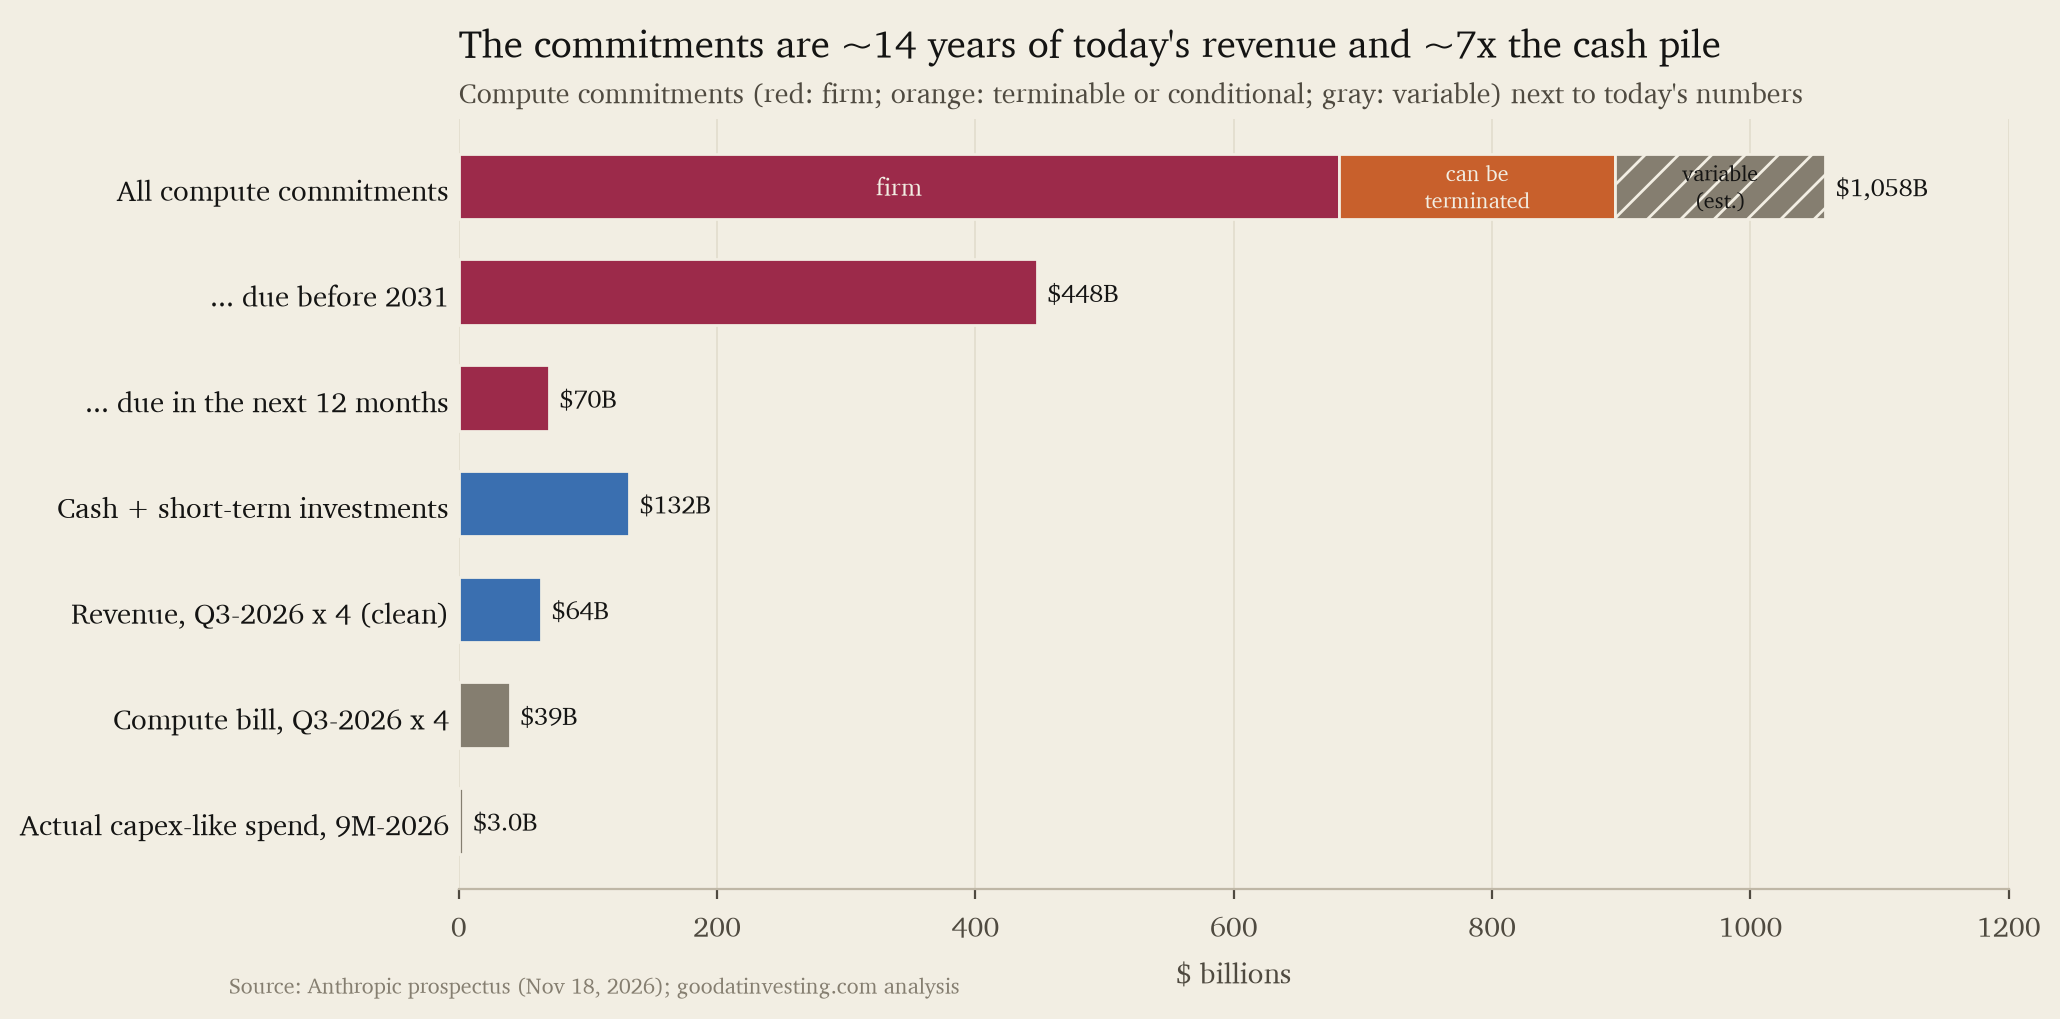 The commitments are ~14 years of today's revenue and ~7x the cash pile
Compute commitments (red: firm; orange: terminable or conditional; gray: variable) next to today's numbers
All compute commitments
firm
can be
terminated
variable
(est.)
$1,058B
... due before 2031
$448B
... due in the next 12 months
$70B
Cash + short-term investments
$132B
Revenue, Q3-2026 x 4 (clean)
$64B
Compute bill, Q3-2026 x 4
$39B
Actual capex-like spend, 9M-2026
$3.0B
0 200 400 600 800 1000 1200
$ billions
Source: Anthropic prospectus (Nov 18, 2026); goodatinvesting.com analysis